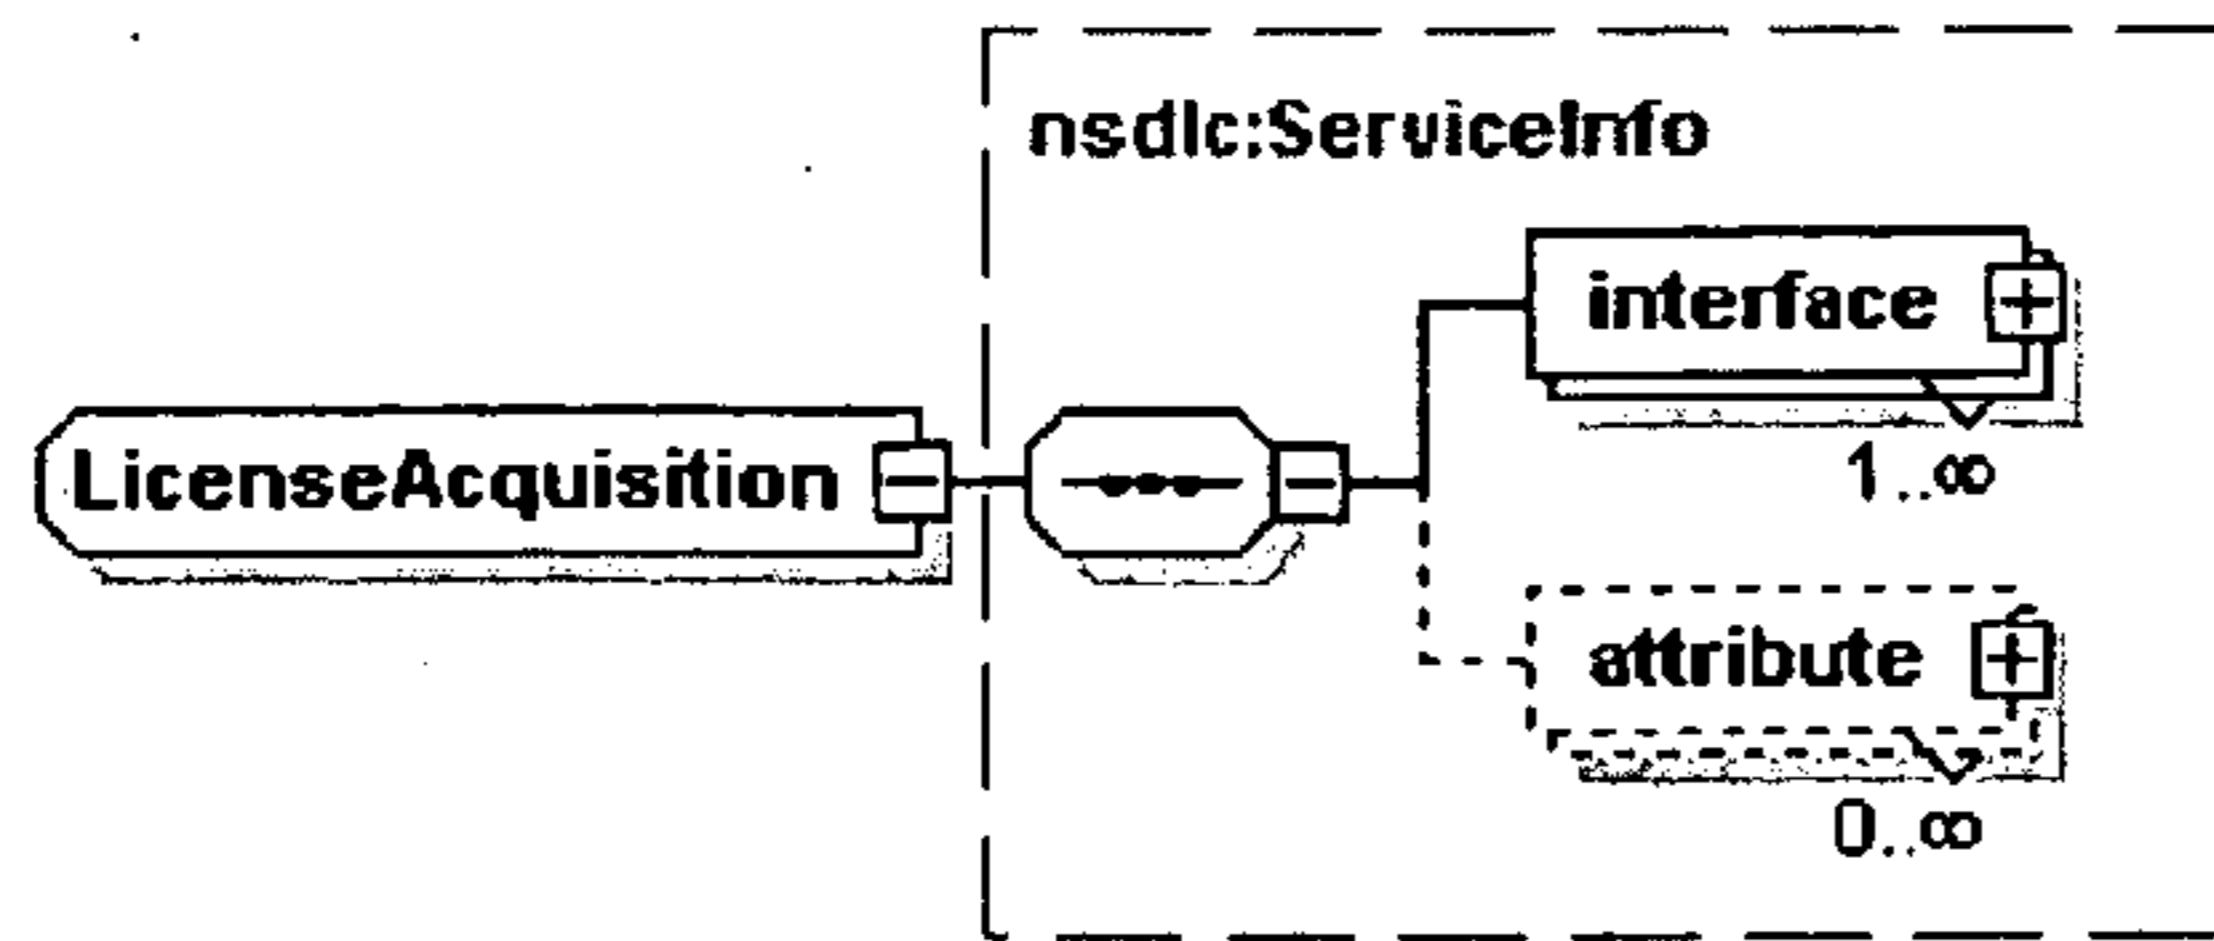 nsdlc:ServiceInfo
interface
1..∞
LicenseAcquisition
attribute
0..∞